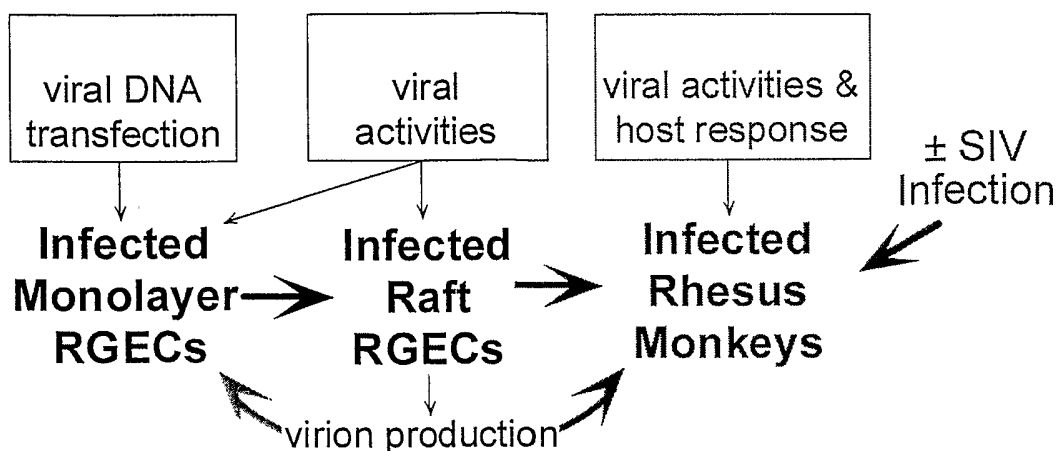 viral DNA
transfection
viral
activities
viral activities &
host response
± SIV
Infection
Infected
Monolayer
RGECs
Infected
Raft
RGECs
Infected
Rhesus
Monkeys
virion production